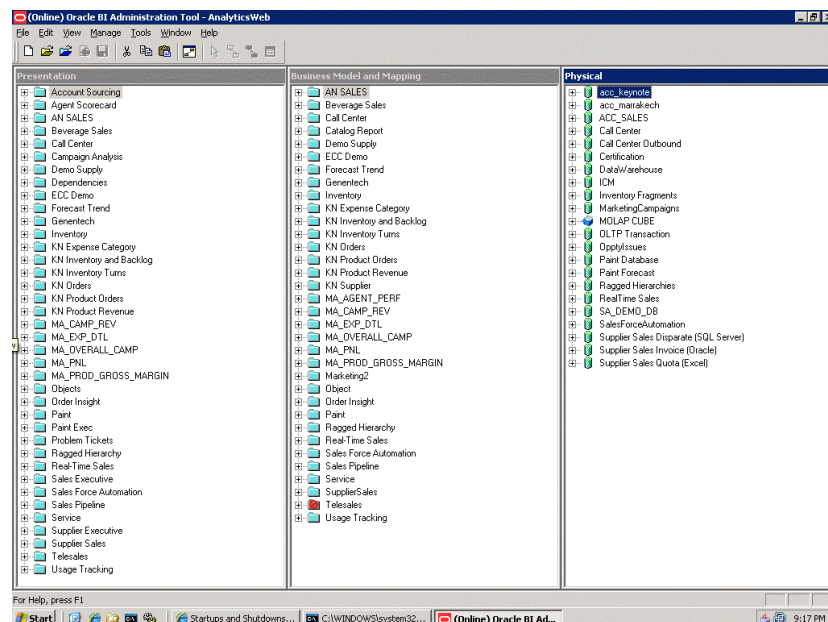 (Online) Oracle BI Administration Tool - AnalyticsWeb
File Edit View Manage Tools Window Help
Presentation
Account Sourcing
Agent Scorecard
AN SALES
Beverage Sales
Call Center
Campaign Analysis
Demo Supply
Dependencies
ECC Demo
Forecast Trend
Genentech
Inventory
KN Expense Category
KN Inventory and Backlog
KN Inventory Turns
KN Orders
KN Product Orders
KN Product Revenue
MA_CAMP_REV
MA_EXP_DTL
MA_OVERALL_CAMP
MA_PNL
MA_PROD_GROSS_MARGIN
Objects
Order Insight
Paint
Paint Exec
Problem Tickets
Ragged Hierarchy
Real-Time Sales
Sales Executive
Sales Force Automation
Sales Pipeline
Service
Supplier Executive
Supplier Sales
Telesales
Usage Tracking
Business Model and Mapping
AN SALES
Beverage Sales
Call Center
Catalog Report
Demo Supply
ECC Demo
Forecast Trend
Genentech
Inventory
KN Expense Category
KN Inventory and Backlog
KN Inventory Turns
KN Orders
KN Product Orders
KN Product Revenue
KN Supplier
MA_AGENT_PERF
MA_CAMP_REV
MA_EXP_DTL
MA_OVERALL_CAMP
MA_PNL
MA_PROD_GROSS_MARGIN
Marketing2
Object
Order Insight
Paint
Ragged Hierarchy
Real-Time Sales
Sales Force Automation
Sales Pipeline
Service
SupplierSales
Telesales
Usage Tracking
Physical
acc_keynote
acc_marrakech
ACC_SALES
Call Center
Call Center Outbound
Certification
DataWarehouse
ICM
Inventory Fragments
MarketingCampaigns
MOLAP CUBE
OLTP Transaction
OpptyIssues
Paint Database
Paint Forecast
Ragged Hierarchies
RealTime Sales
SA_DEMO_DB
SalesForceAutomation
Supplier Sales Disparate (SQL Server)
Supplier Sales Invoice (Oracle)
Supplier Sales Quota (Excel)
For Help, press F1
Start Startups and Shutdowns... C:\WINDOWS\system32... (Online) Oracle BI Ad... 9:17 PM